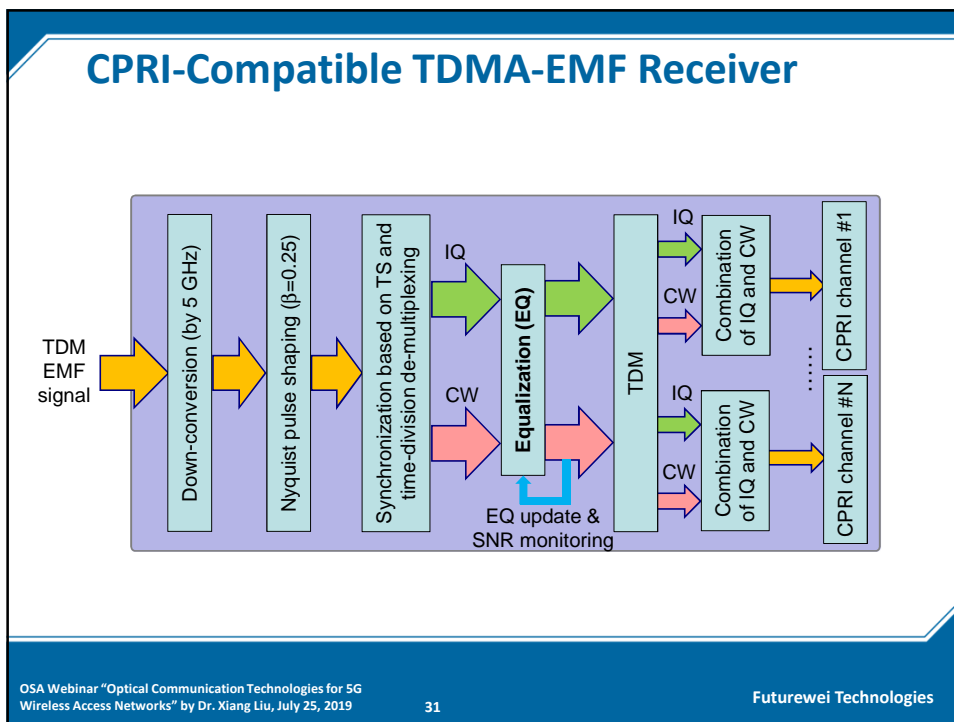 CPRI-Compatible TDMA-EMF Receiver
TDM
EMF
signal
Down-conversion (by 5 GHz)
Nyquist pulse shaping (β=0.25)
Synchronization based on TS and
time-division de-multiplexing
IQ
CW
Equalization (EQ)
EQ update &
SNR monitoring
TDM
IQ
CW
Combination
of IQ and CW
CPRI channel #1
......
IQ
CW
Combination
of IQ and CW
CPRI channel #N
OSA Webinar “Optical Communication Technologies for 5G
Wireless Access Networks” by Dr. Xiang Liu, July 25, 2019
31
Futurewei Technologies